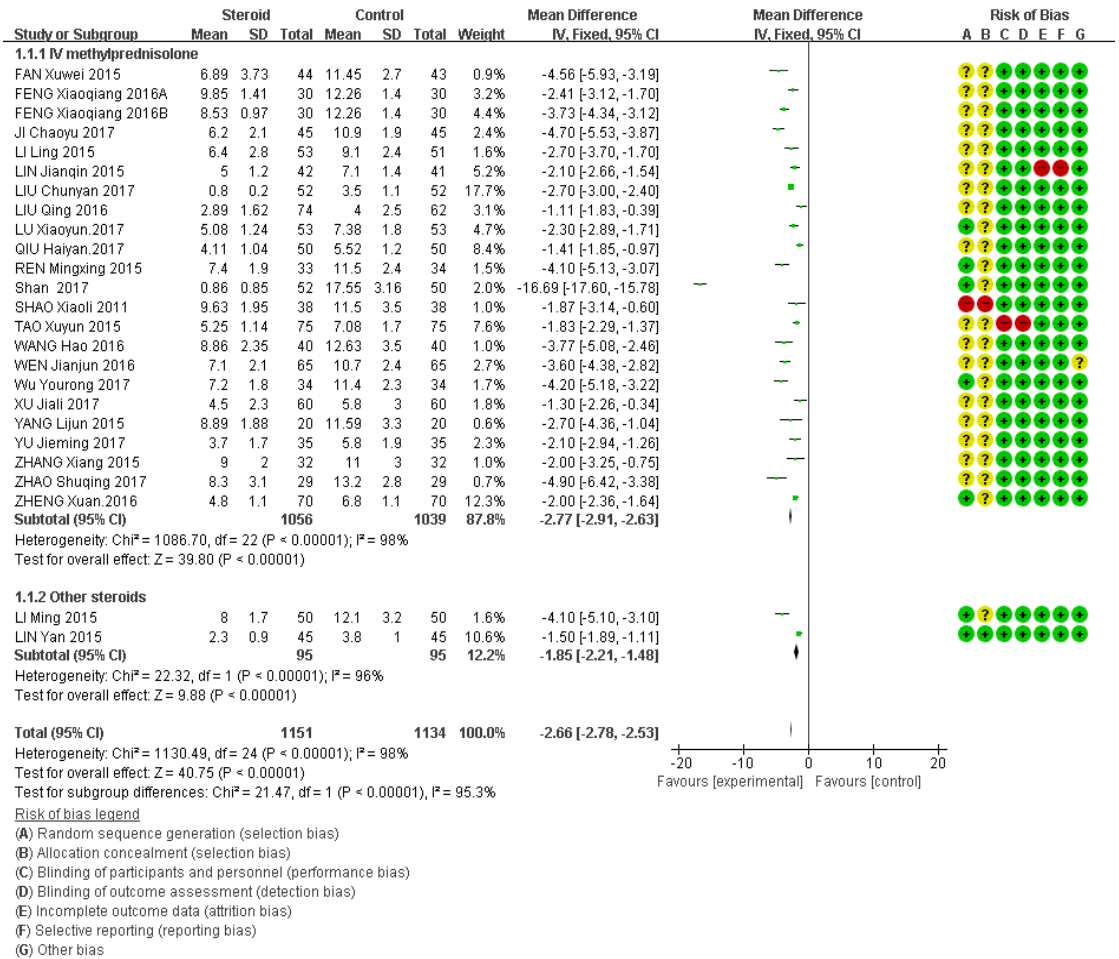 Steroid Control Mean Difference Mean Difference Risk of Bias
Study or Subgroup Mean SD Total Mean SD Total Weight IV, Fixed, 95% CI IV, Fixed, 95% CI A B C D E F G
1.1.1 IV methylprednisolone
FAN Xuwei 2015 6.89 3.73 44 11.45 2.7 43 0.9% -4.56 [-5.93, -3.19] ? ? + + + + +
FENG Xiaoqiang 2016A 9.85 1.41 30 12.26 1.4 30 3.2% -2.41 [-3.12, -1.70] ? ? + + + + +
FENG Xiaoqiang 2016B 8.53 0.97 30 12.26 1.4 30 4.3% -3.73 [-4.34, -3.12] ? ? + + + + +
JI Chaoyu 2017 6.2 2.1 45 10.9 1.9 45 2.4% -4.70 [-5.53, -3.87] ? ? + + + + +
LI Ling 2015 6.4 2.8 53 9.1 2.4 51 1.6% -2.70 [-3.70, -1.70] ? ? + + + + +
LIN Jianqin 2015 5 1.2 42 7.1 1.4 41 5.2% -2.10 [-2.66, -1.54] ? ? + + - - +
LIU Chunyan 2017 0.8 0.2 52 3.5 1.1 52 17.7% -2.70 [-3.00, -2.40] ? ? + + + + +
LIU Qing 2016 2.89 1.62 74 4 2.5 62 3.1% -1.11 [-1.83, -0.39] ? ? + + + + +
LU Xiaoyun.2017 5.08 1.24 53 7.38 1.8 53 4.7% -2.30 [-2.89, -1.71] + ? + + + + +
QIU Haiyan.2017 4.11 1.04 50 5.52 1.2 50 8.4% -1.41 [-1.85, -0.97] ? ? + + + + +
REN Mingxing 2015 7.4 1.9 33 11.5 2.4 34 1.5% -4.10 [-5.13, -3.07] + ? + + + + +
Shan 2017 0.86 0.85 52 17.55 3.16 50 2.0% -16.69 [-17.60, -15.78] + ? + + + + +
SHAO Xiaoli 2011 9.63 1.95 38 11.5 3.5 38 1.0% -1.87 [-3.14, -0.60] - - + + + + +
TAO Xuyun 2015 5.25 1.14 75 7.08 1.7 75 7.6% -1.83 [-2.29, -1.37] ? ? - - + + +
WANG Hao 2016 8.86 2.35 40 12.63 3.5 40 0.9% -3.77 [-5.08, -2.46] ? ? + + + + +
WEN Jianjun 2016 7.1 2.1 65 10.7 2.4 65 2.6% -3.60 [-4.38, -2.82] ? ? + + + + ?
Wu Yourong 2017 7.2 1.8 34 11.4 2.3 34 1.7% -4.20 [-5.18, -3.22] + ? + + + + +
XU Jiali 2017 4.5 2.3 60 5.8 3 60 1.8% -1.30 [-2.26, -0.34] ? ? + + + + +
YANG Lijun 2015 8.89 1.88 20 11.59 3.3 20 0.6% -2.70 [-4.36, -1.04] ? ? + + + + +
YU Jieming 2017 3.7 1.7 35 5.8 1.9 35 2.3% -2.10 [-2.94, -1.26] ? ? + + + + +
ZHANG Xiang 2015 9 2 32 11 3 32 1.0% -2.00 [-3.25, -0.75] ? ? + + + + +
ZHAO Shuqing 2017 8.3 3.1 29 13.2 2.8 29 0.7% -4.90 [-6.42, -3.38] ? ? + + + + +
ZHENG Xuan.2016 4.8 1.1 70 6.8 1.1 70 12.3% -2.00 [-2.36, -1.64] + ? + + + + +
Subtotal (95% CI) 1056 1039 87.8% -2.77 [-2.91, -2.63]
Heterogeneity: Chi² = 1086.70, df = 22 (P < 0.00001); I² = 98%
Test for overall effect: Z = 39.80 (P < 0.00001)
1.1.2 Other steroids
LI Ming 2015 8 1.7 50 12.1 3.2 50 1.6% -4.10 [-5.10, -3.10] + ? + + + + +
LIN Yan 2015 2.3 0.9 45 3.8 1 45 10.6% -1.50 [-1.89, -1.11] + + + + + + +
Subtotal (95% CI) 95 95 12.2% -1.85 [-2.21, -1.48]
Heterogeneity: Chi² = 22.32, df = 1 (P < 0.00001); I² = 96%
Test for overall effect: Z = 9.88 (P < 0.00001)
Total (95% CI) 1151 1134 100.0% -2.66 [-2.78, -2.53]
Heterogeneity: Chi² = 1130.49, df = 24 (P < 0.00001); I² = 98%
Test for overall effect: Z = 40.75 (P < 0.00001)
Test for subgroup differences: Chi² = 21.47, df = 1 (P < 0.00001), I² = 95.3%
-20 -10 0 10 20
Favours [experimental] Favours [control]
Risk of bias legend
(A) Random sequence generation (selection bias)
(B) Allocation concealment (selection bias)
(C) Blinding of participants and personnel (performance bias)
(D) Blinding of outcome assessment (detection bias)
(E) Incomplete outcome data (attrition bias)
(F) Selective reporting (reporting bias)
(G) Other bias